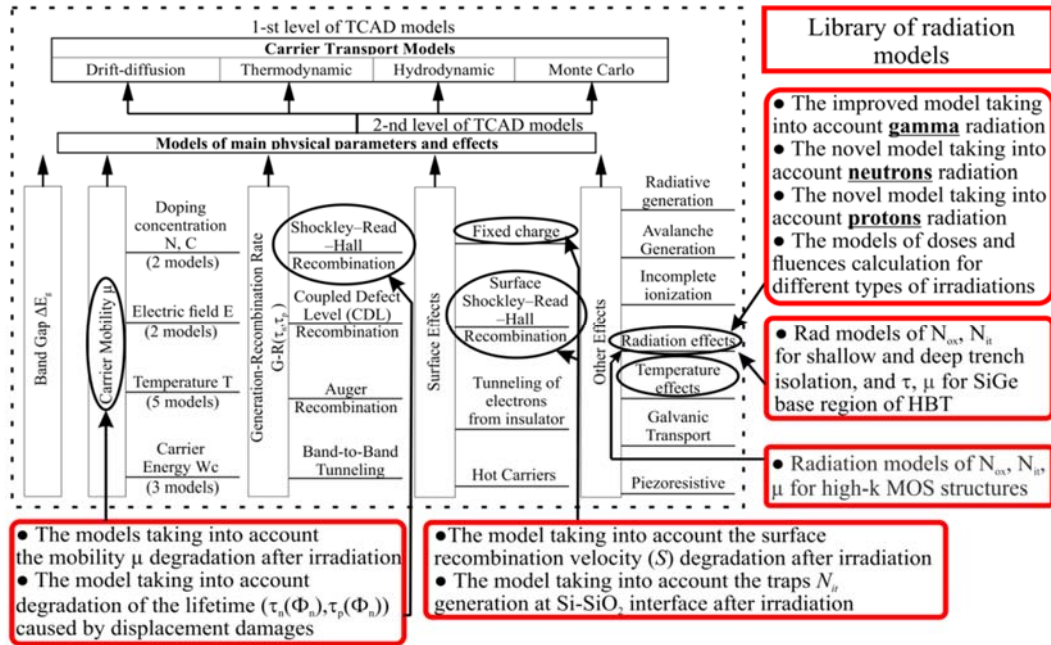 1-st level of TCAD models
Carrier Transport Models
Drift-diffusion
Thermodynamic
Hydrodynamic
Monte Carlo
2-nd level of TCAD models
Models of main physical parameters and effects
Band Gap ΔEg
Carrier Mobility μ
Doping
concentration
N, C
(2 models)
Electric field E
(2 models)
Temperature T
(5 models)
Carrier
Energy Wc
(3 models)
Generation-Recombination Rate
G-R(τn,τp)
Shockley–Read
–Hall
Recombination
Coupled Defect
Level (CDL)
Recombination
Auger
Recombination
Band-to-Band
Tunneling
Surface Effects
Fixed charge
Surface
Shockley-Read
–Hall
Recombination
Tunneling of
electrons
from insulator
Hot Carriers
Other Effects
Radiative
generation
Avalanche
Generation
Incomplete
ionization
Radiation effects
Temperature
effects
Galvanic
Transport
Piezoresistive
Library of radiation
models
● The improved model taking
into account gamma radiation
● The novel model taking into
account neutrons radiation
● The novel model taking into
account protons radiation
● The models of doses and
fluences calculation for
different types of irradiations
● Rad models of Nox, Nit
for shallow and deep trench
isolation, and τ, μ for SiGe
base region of HBT
● Radiation models of Nox, Nit,
μ for high-k MOS structures
● The models taking into account
the mobility μ degradation after irradiation
● The model taking into account
degradation of the lifetime (τn(Φn),τp(Φn))
caused by displacement damages
●The model taking into account the surface
recombination velocity (S) degradation after irradiation
● The model taking into account the traps Nit
generation at Si-SiO2 interface after irradiation